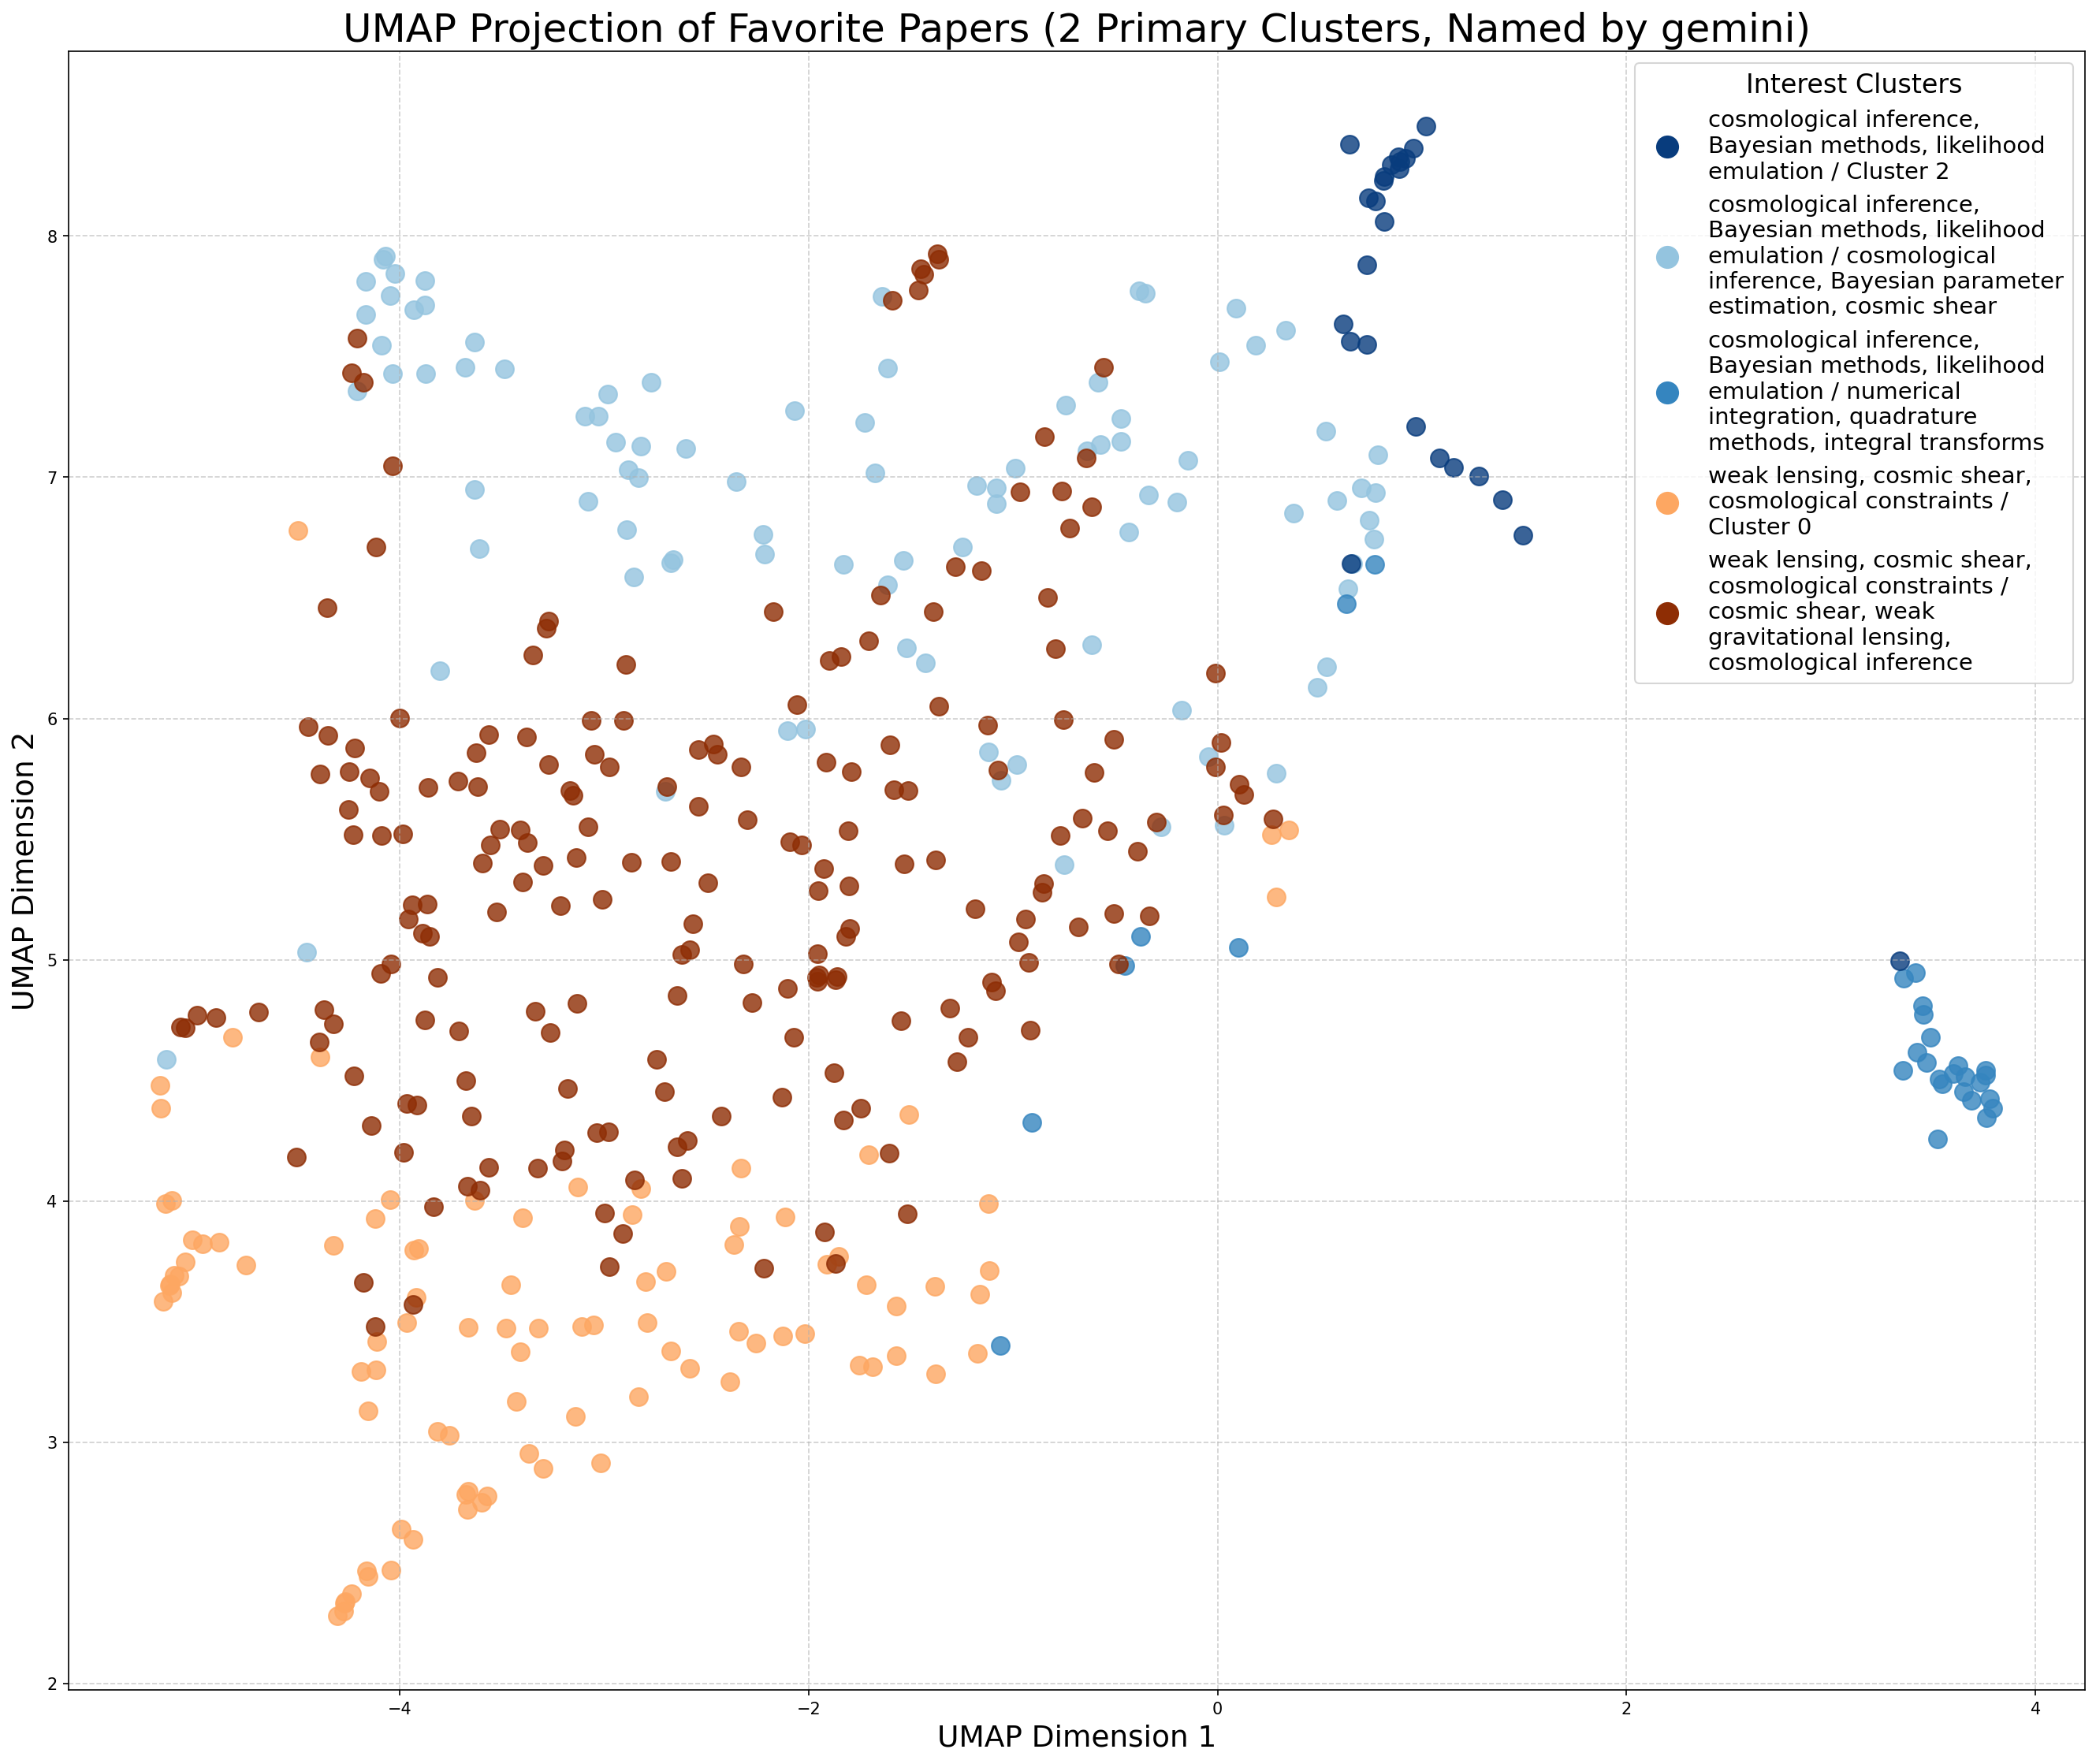 UMAP Projection of Favorite Papers (2 Primary Clusters, Named by gemini)
Interest Clusters
cosmological inference,
Bayesian methods, likelihood
emulation / Cluster 2
cosmological inference,
Bayesian methods, likelihood
emulation / cosmological
inference, Bayesian parameter
estimation, cosmic shear
cosmological inference,
Bayesian methods, likelihood
emulation / numerical
integration, quadrature
methods, integral transforms
weak lensing, cosmic shear,
cosmological constraints /
Cluster 0
weak lensing, cosmic shear,
cosmological constraints /
cosmic shear, weak
gravitational lensing,
cosmological inference
UMAP Dimension 2
8
7
6
5
4
3
2
−4
−2
0
2
4
UMAP Dimension 1